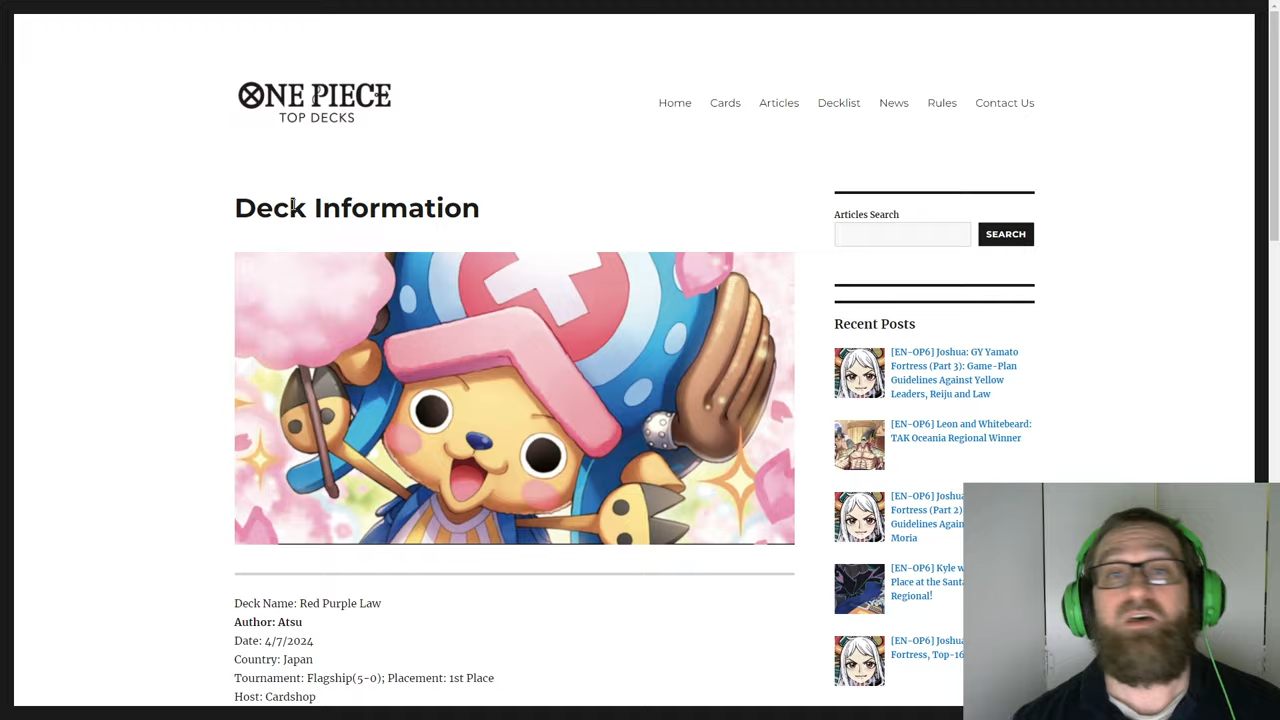 ONE PIECE
TOP DECKS
Home Cards Articles Decklist News Rules Contact Us
Deck Information
Articles Search
SEARCH
Recent Posts
[EN-OP6] Joshua: GY Yamato
Fortress (Part 3): Game-Plan
Guidelines Against Yellow
Leaders, Reiju and Law
[EN-OP6] Leon and Whitebeard:
TAK Oceania Regional Winner
[EN-OP6]
Fortress (Part 2)
Guidelines
Moria
[EN-OP6] Kyle
Place at the
Regional!
[EN-OP6]
Fortress, Top-16
Deck Name: Red Purple Law
Author: Atsu
Date: 4/7/2024
Country: Japan
Tournament: Flagship(5-0); Placement: 1st Place
Host: Cardshop